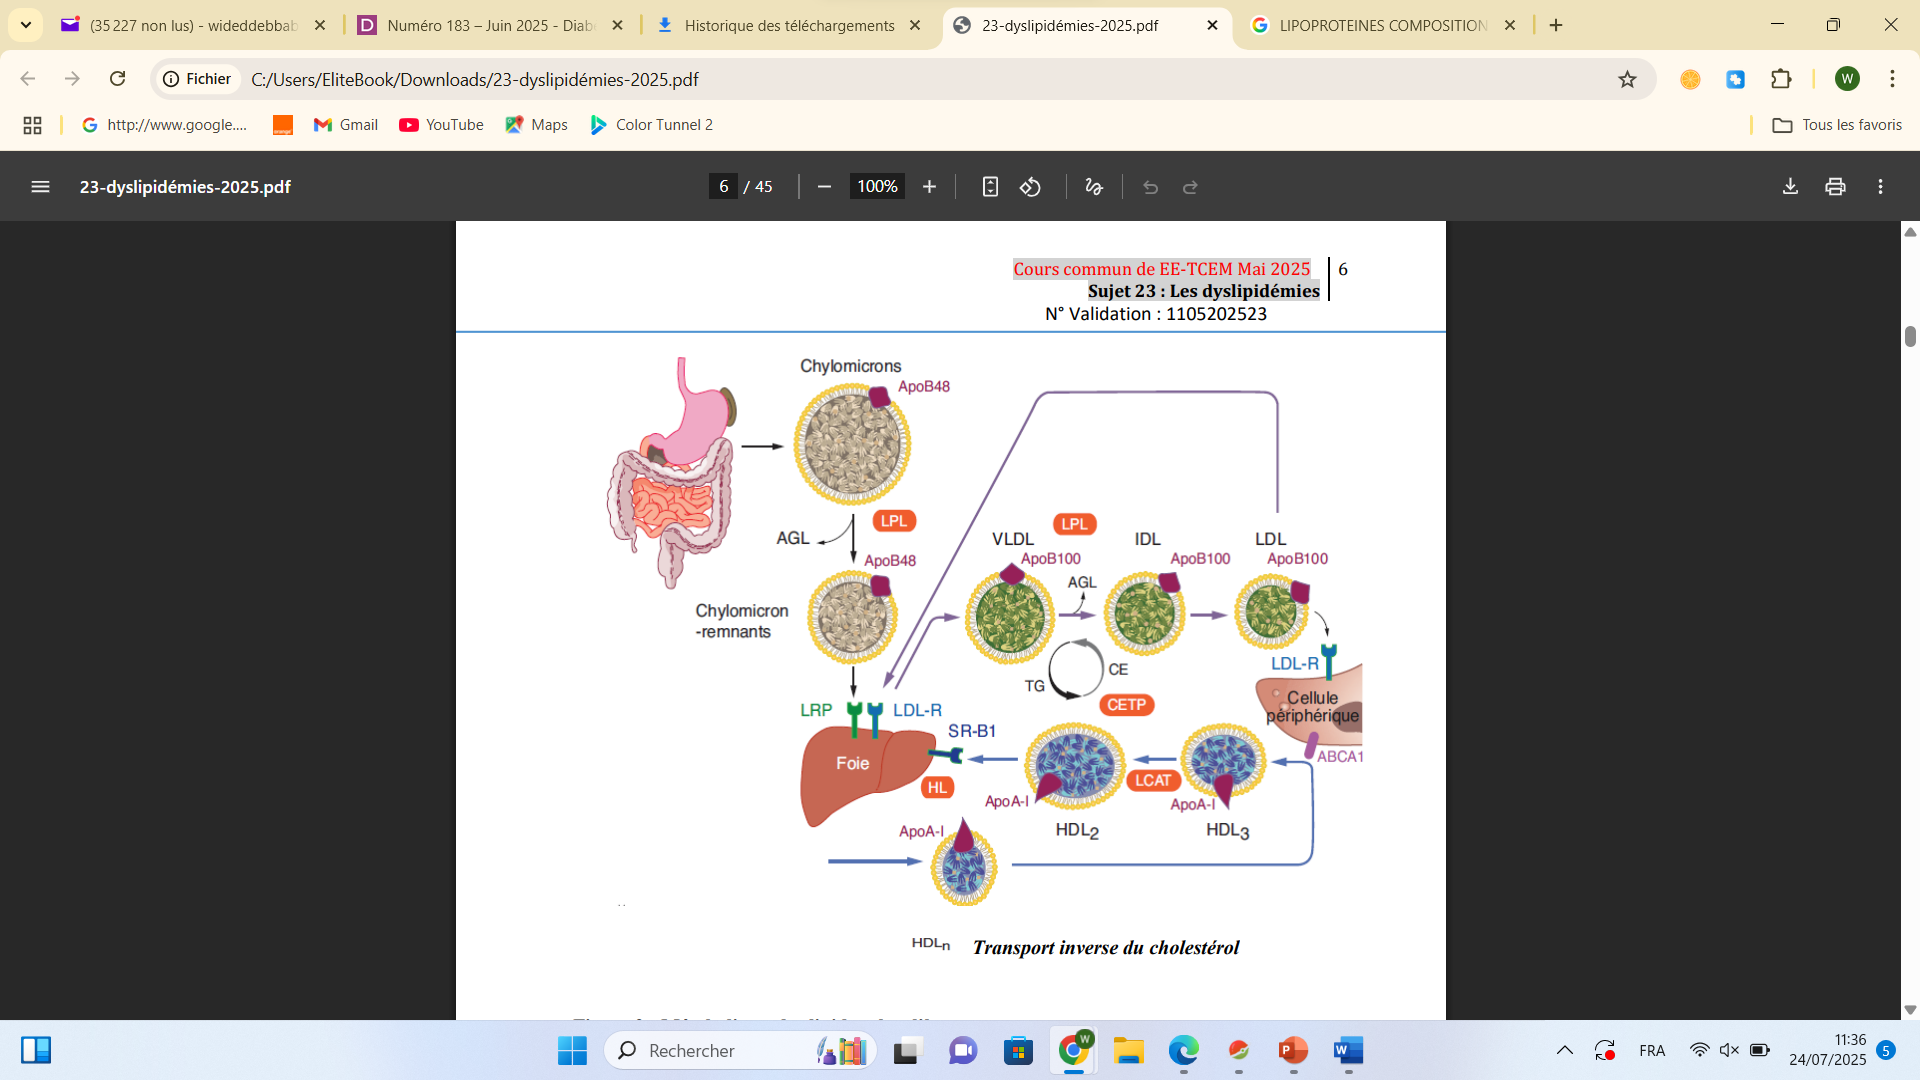 (35 227 non lus) - wideddebbab
Numéro 183 – Juin 2025 - Diab
Historique des téléchargements
23-dyslipidémies-2025.pdf
LIPOPROTEINES COMPOSITION
Fichier
C:/Users/EliteBook/Downloads/23-dyslipidémies-2025.pdf
W
http://www.google....
Gmail
YouTube
Maps
Color Tunnel 2
Tous les favoris
23-dyslipidémies-2025.pdf
6 / 45
100%
Cours commun de EE-TCEM Mai 2025
6
Sujet 23 : Les dyslipidémies
N° Validation : 1105202523
Chylomicrons
ApoB48
LPL
AGL
ApoB48
Chylomicron
-remnants
LPL
VLDL
IDL
LDL
ApoB100
ApoB100
ApoB100
AGL
CE
TG
CETP
LDL-R
Cellule
périphérique
ABCA1
LRP
LDL-R
SR-B1
Foie
HL
LCAT
ApoA-I
ApoA-I
HDL2
HDL3
ApoA-I
HDLn
Transport inverse du cholestérol
Rechercher
FRA
11:36
24/07/2025
5